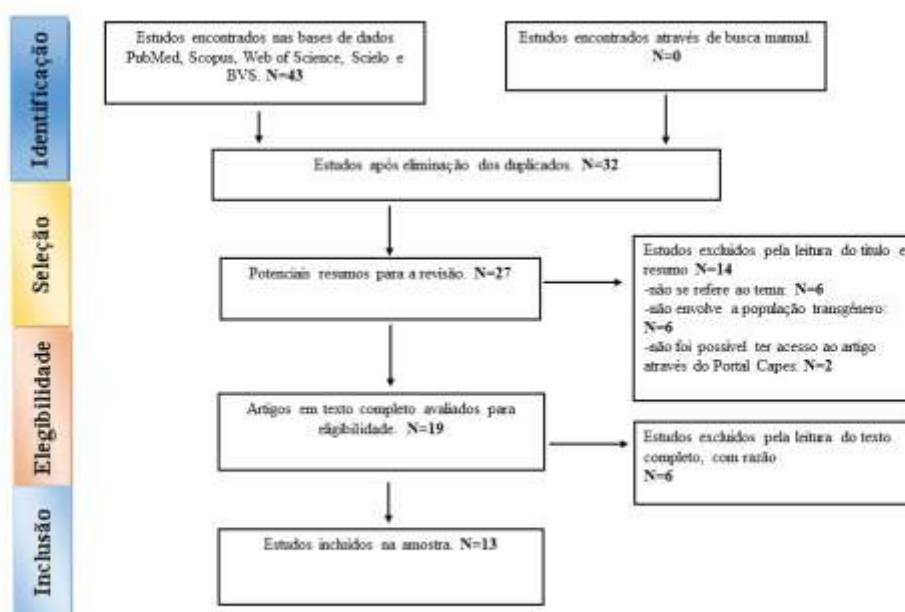 Identificação
Estudos encontrados nas bases de dados
PubMed, Scopus, Web of Science, Scielo e
BVS. N=43
Estudos encontrados através de busca manual.
N=0
Estudos após eliminação dos duplicados. N=32
Seleção
Potenciais resumos para a revisão. N=27
Estudos excluídos pela leitura do título e
resumo N=14
-não se refere ao tema: N=6
-não envolve a população transgênero:
N=6
-não foi possível ter acesso ao artigo
através do Portal Capes: N=2
Elegibilidade
Artigos em texto completo avaliados para
eligibilidade. N=19
Estudos excluídos pela leitura do texto
completo, com razão
N=6
Inclusão
Estudos incluídos na amostra. N=13